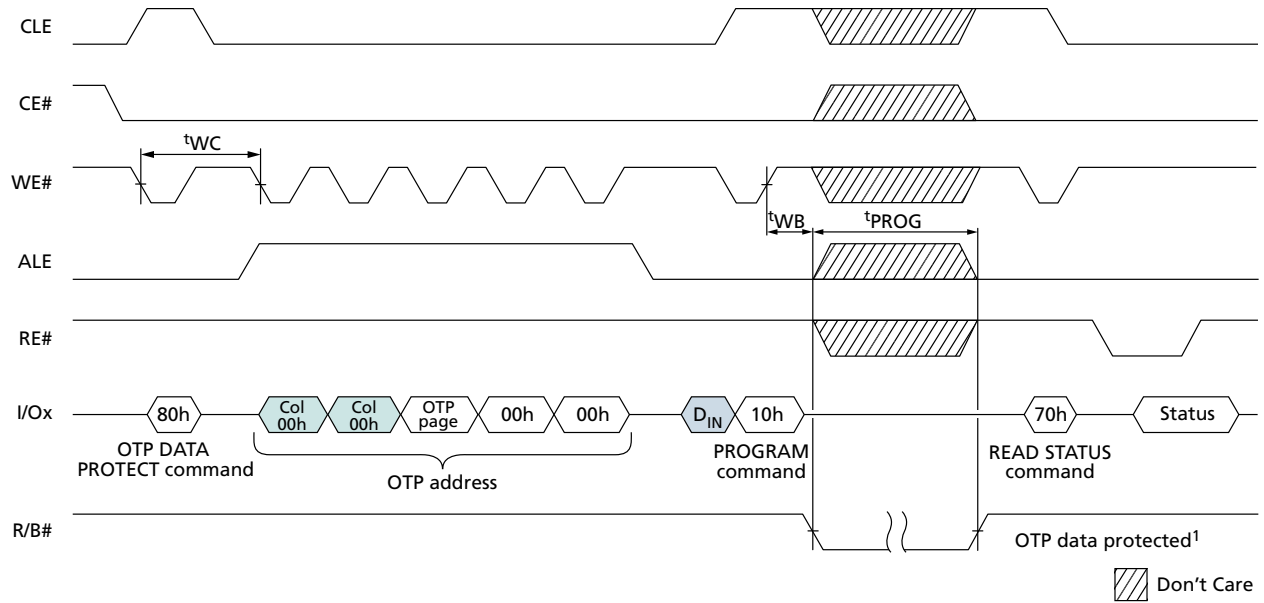 CLE
CE#
tWC
WE#
tWB
tPROG
ALE
RE#
I/Ox
80h
Col
00h
Col
00h
OTP
page
00h
00h
DIN
10h
70h
Status
OTP DATA
PROTECT command
OTP address
PROGRAM
command
READ STATUS
command
R/B#
OTP data protected1
Don't Care